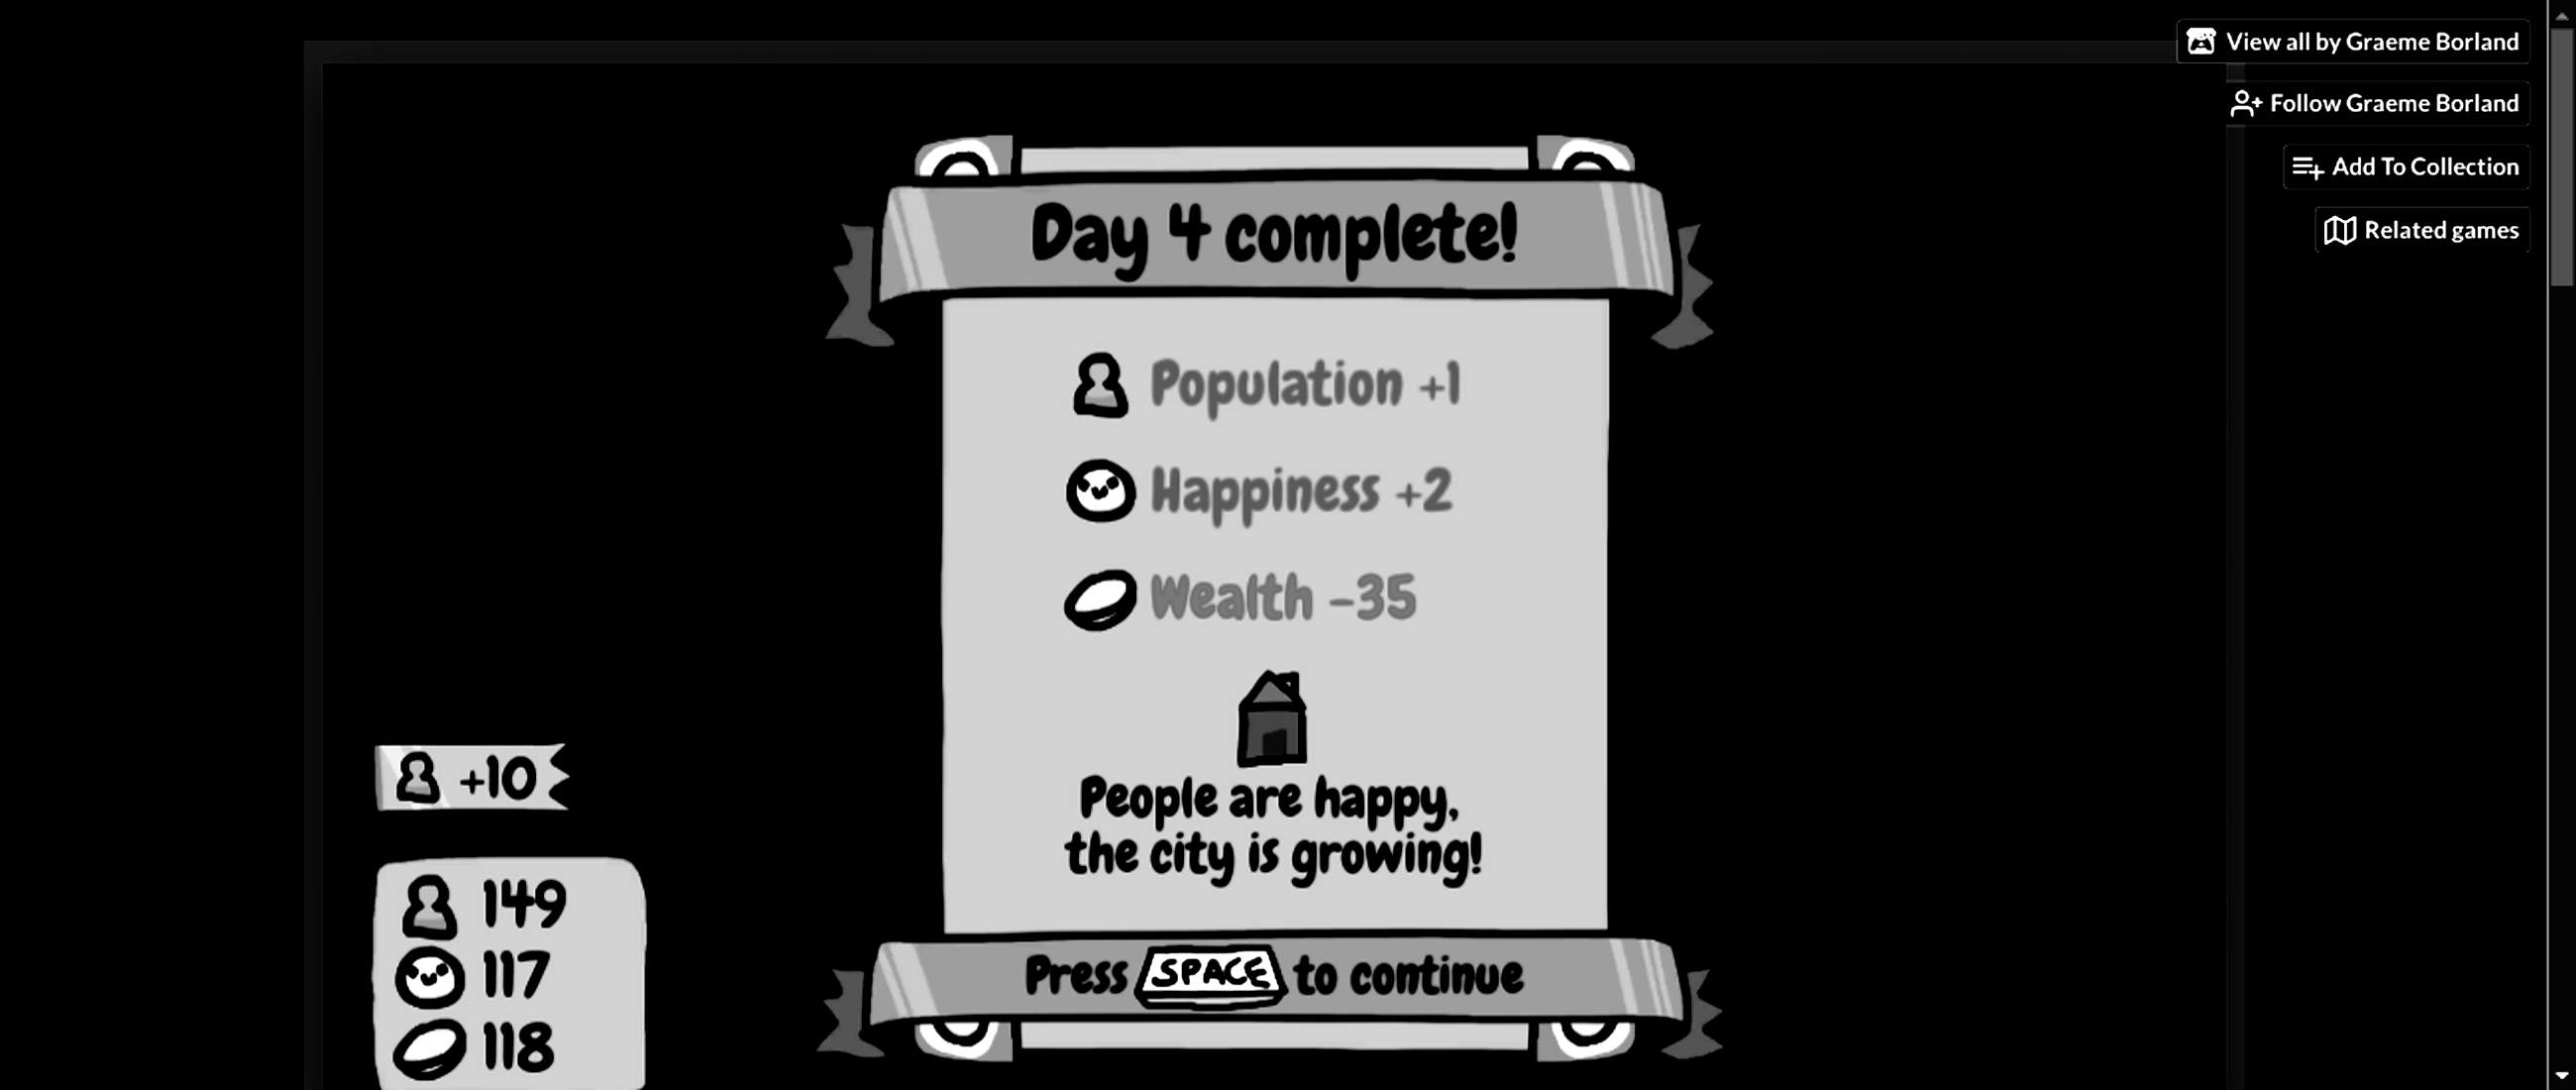 View all by Graeme Borland
Follow Graeme Borland
Add To Collection
Related games
Day 4 complete!
Population +1
Happiness +2
Wealth -35
People are happy,
the city is growing!
Press SPACE to continue
+10
149
117
118